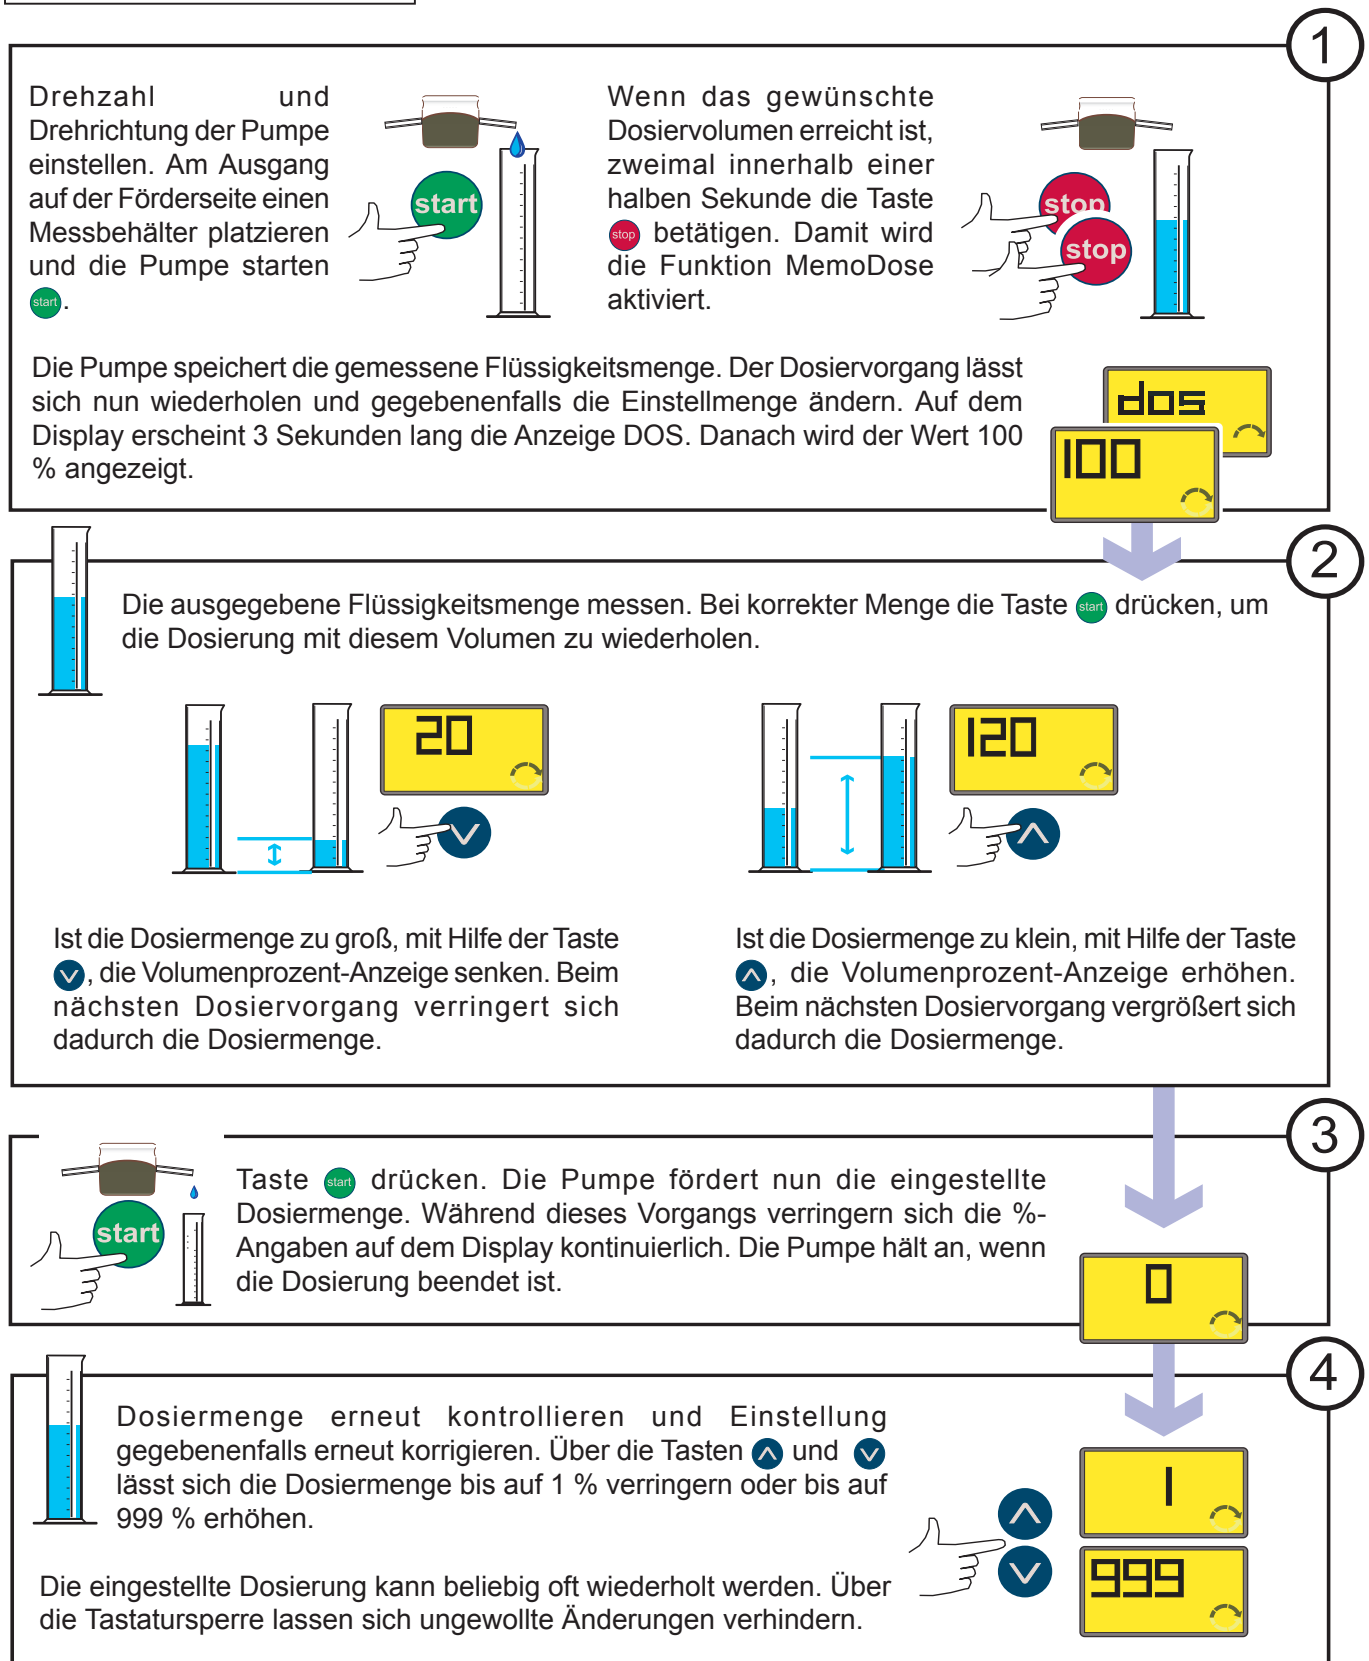 1
Drehzahl und
Drehrichtung der Pumpe
einstellen. Am Ausgang
auf der Förderseite einen
Messbehälter platzieren
und die Pumpe starten
start.
start
Wenn das gewünschte
Dosiervolumen erreicht ist,
zweimal innerhalb einer
halben Sekunde die Taste
stop betätigen. Damit wird
die Funktion MemoDose
aktiviert.
stop
stop
Die Pumpe speichert die gemessene Flüssigkeitsmenge. Der Dosiervorgang lässt
sich nun wiederholen und gegebenenfalls die Einstellmenge ändern. Auf dem
Display erscheint 3 Sekunden lang die Anzeige DOS. Danach wird der Wert 100
% angezeigt.
dos
100
2
Die ausgegebene Flüssigkeitsmenge messen. Bei korrekter Menge die Taste start drücken, um
die Dosierung mit diesem Volumen zu wiederholen.
20
120
Ist die Dosiermenge zu groß, mit Hilfe der Taste
, die Volumenprozent-Anzeige senken. Beim
nächsten Dosiervorgang verringert sich
dadurch die Dosiermenge.
Ist die Dosiermenge zu klein, mit Hilfe der Taste
, die Volumenprozent-Anzeige erhöhen.
Beim nächsten Dosiervorgang vergrößert sich
dadurch die Dosiermenge.
3
start
Taste start drücken. Die Pumpe fördert nun die eingestellte
Dosiermenge. Während dieses Vorgangs verringern sich die %-
Angaben auf dem Display kontinuierlich. Die Pumpe hält an, wenn
die Dosierung beendet ist.
0
4
Dosiermenge erneut kontrollieren und Einstellung
gegebenenfalls erneut korrigieren. Über die Tasten und
lässt sich die Dosiermenge bis auf 1 % verringern oder bis auf
999 % erhöhen.
1
999
Die eingestellte Dosierung kann beliebig oft wiederholt werden. Über
die Tastatursperre lassen sich ungewollte Änderungen verhindern.